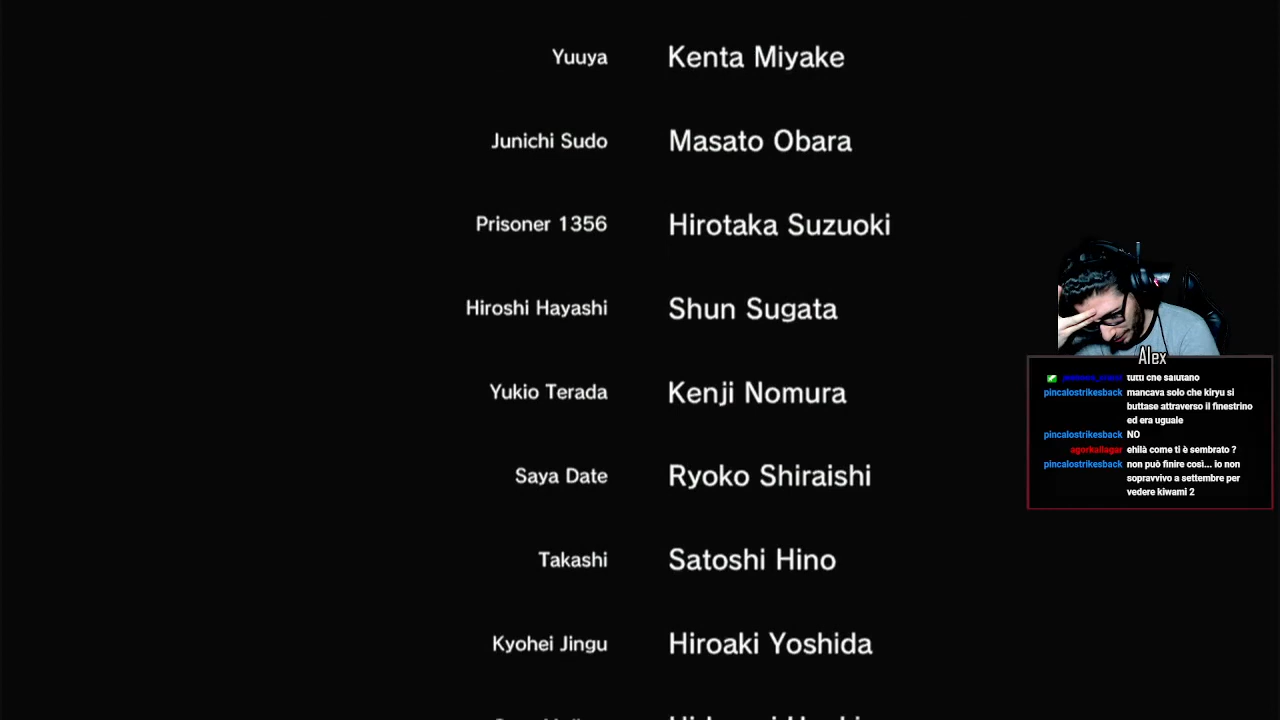 Yuuya Kenta Miyake
Junichi Sudo Masato Obara
Prisoner 1356 Hirotaka Suzuoki
Hiroshi Hayashi Shun Sugata
Yukio Terada Kenji Nomura
Saya Date Ryoko Shiraishi
Takashi Satoshi Hino
Kyohei Jingu Hiroaki Yoshida
Alex
tutti che salutano
pincalostrikesback mancava solo che kiryu si
buttase attraverso il finestrino
ed era uguale
pincalostrikesback NO
agorkailagar ehilà come ti è sembrato ?
pincalostrikesback non può finire così... io non
sopravvivo a settembre per
vedere kiwami 2